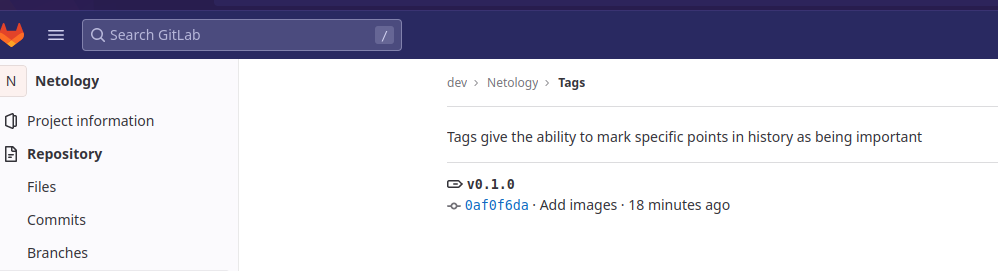 Search GitLab /
N Netology
Project information
Repository
Files
Commits
Branches
dev > Netology > Tags
Tags give the ability to mark specific points in history as being important
v0.1.0
0af0f6da · Add images · 18 minutes ago